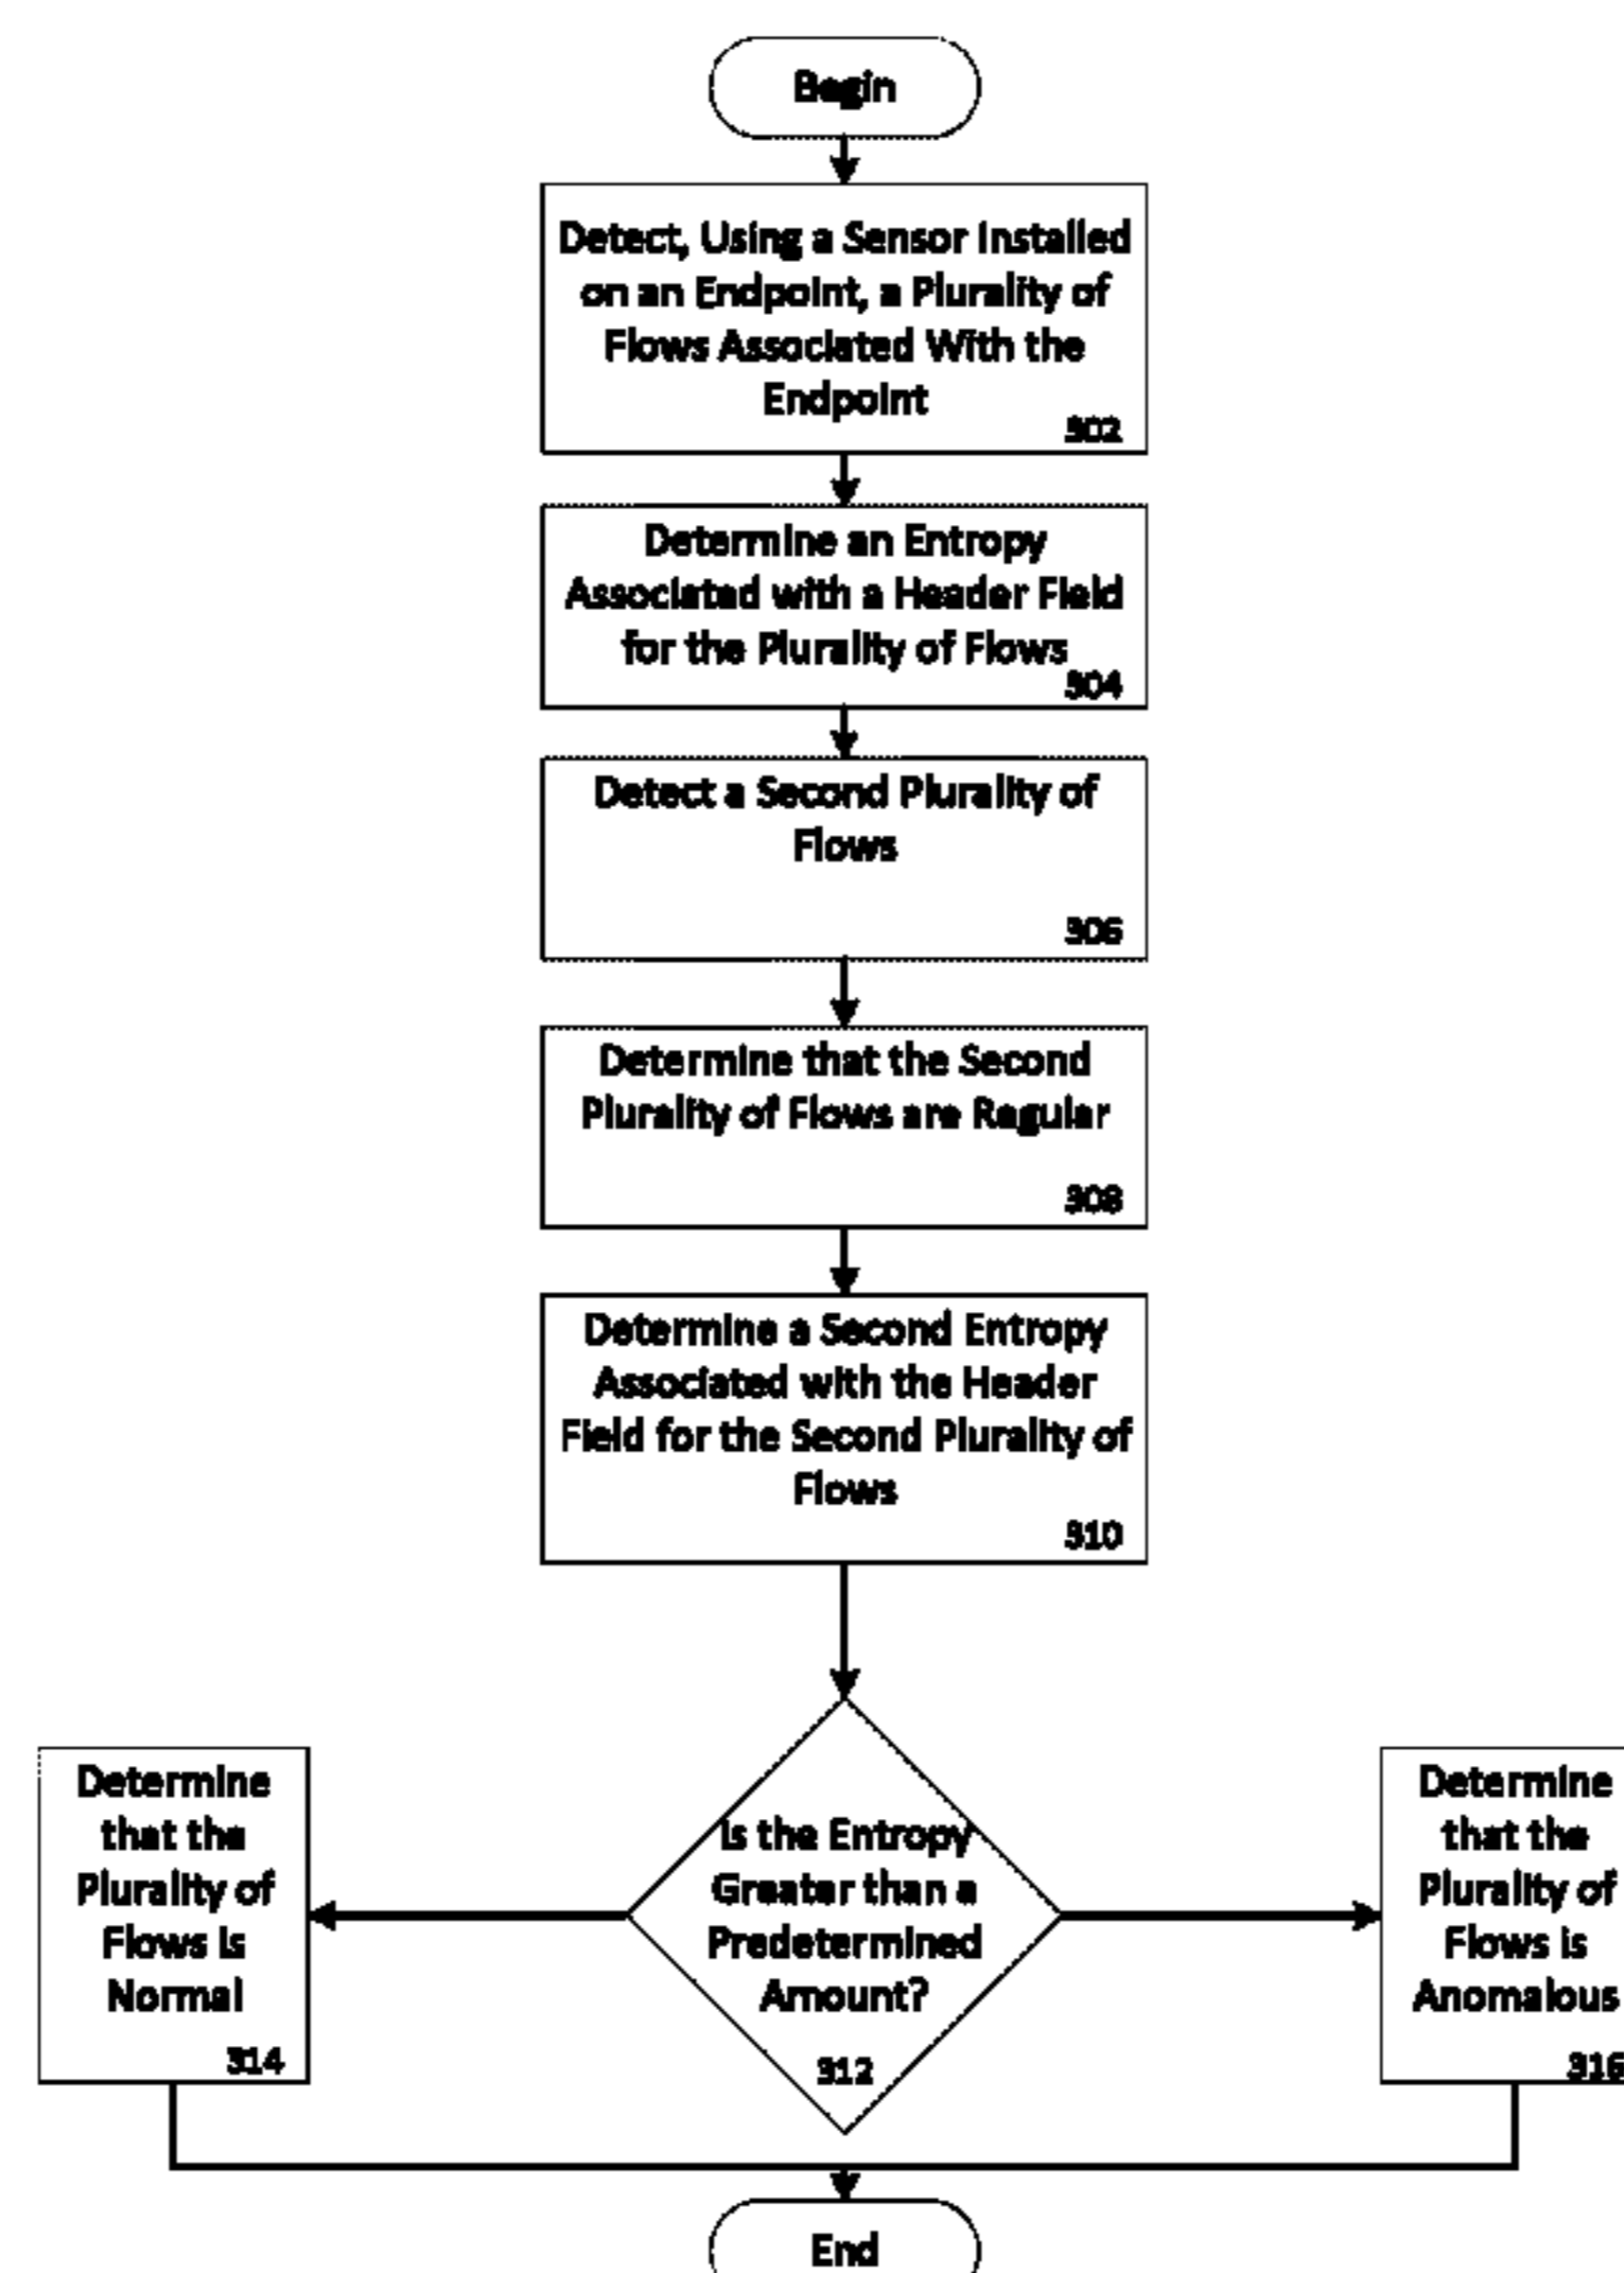 Begin
Detect, Using a Sensor Installed
on an Endpoint, a Plurality of
Flows Associated With the
Endpoint
302
Determine an Entropy
Associated with a Header Field
for the Plurality of Flows
304
Detect a Second Plurality of
Flows
306
Determine that the Second
Plurality of Flows are Regular
308
Determine a Second Entropy
Associated with the Header
Field for the Second Plurality of
Flows
310
Is the Entropy
Greater than a
Predetermined
Amount?
312
Determine
that the
Plurality of
Flows is
Normal
314
Determine
that the
Plurality of
Flows is
Anomalous
316
End